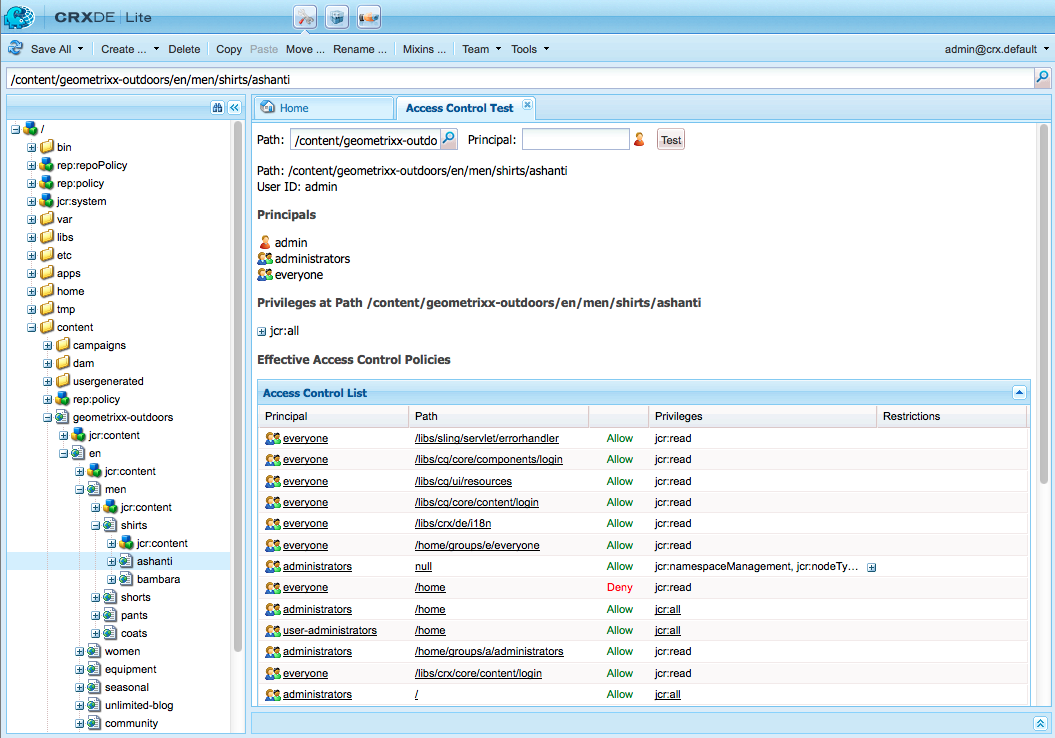 CRXDE | Lite
Save All Create ... Delete Copy Paste Move ... Rename ... Mixins ... Team Tools admin@crx.default
/content/geometrixx-outdoors/en/men/shirts/ashanti
/
bin
rep:repoPolicy
rep:policy
jcr:system
var
libs
etc
apps
home
tmp
content
campaigns
dam
usergenerated
rep:policy
geometrixx-outdoors
jcr:content
en
jcr:content
men
jcr:content
shirts
jcr:content
ashanti
bambara
shorts
pants
coats
women
equipment
seasonal
unlimited-blog
community
Home Access Control Test
Path: /content/geometrixx-outdo Principal: Test
Path: /content/geometrixx-outdoors/en/men/shirts/ashanti
User ID: admin
Principals
admin
administrators
everyone
Privileges at Path /content/geometrixx-outdoors/en/men/shirts/ashanti
jcr:all
Effective Access Control Policies
Access Control List
Principal Path Privileges Restrictions
everyone /libs/sling/servlet/errorhandler Allow jcr:read
everyone /libs/cq/core/components/login Allow jcr:read
everyone /libs/cq/ui/resources Allow jcr:read
everyone /libs/cq/core/content/login Allow jcr:read
everyone /libs/crx/de/i18n Allow jcr:read
everyone /home/groups/e/everyone Allow jcr:read
administrators null Allow jcr:namespaceManagement, jcr:nodeTy...
everyone /home Deny jcr:read
administrators /home Allow jcr:all
user-administrators /home Allow jcr:all
administrators /home/groups/a/administrators Allow jcr:read
everyone /libs/crx/core/content/login Allow jcr:read
administrators / Allow jcr:all